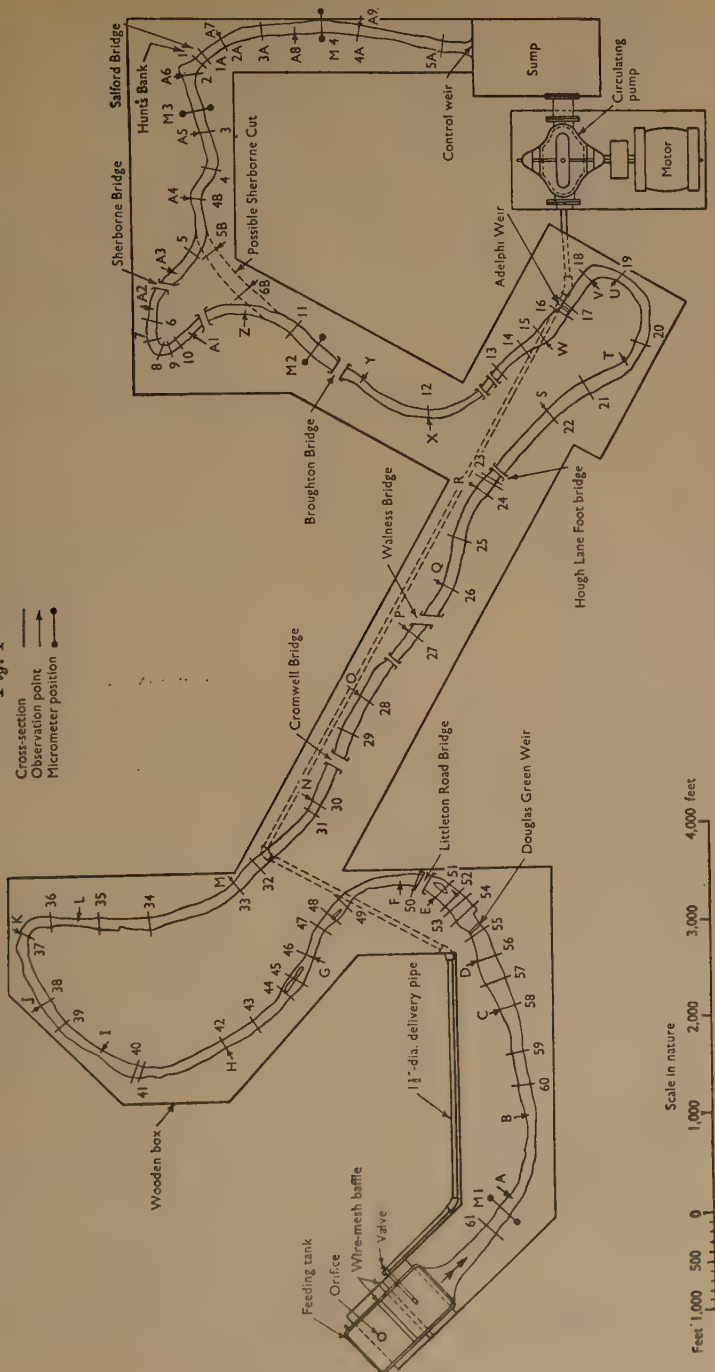 Fig. 1
Cross-section
Observation point
Micrometer position
Salford Bridge
Hunt's Bank
Sherborne Bridge
Possible Sherborne Cut
Control weir
Sump
Circulating
pump
Motor
Adelphi Weir
Broughton Bridge
Walness Bridge
Hough Lane Foot bridge
Cromwell Bridge
Littleton Road Bridge
Douglas Green Weir
Wooden box
1½"-dia. delivery pipe
Feeding tank
Orifice
Wire-mesh baffle
Valve
A9
M 4
4A
5A
A8
3A
2A
1A
A7
1
2
A6
M 3
A5
3
4
A4
4B
5
5B
A3
A2
6
7
8
9
10
A1
6B
Z
11
M2
Y
12
X
13
14
15
16
W
17
18
V
U
19
20
T
21
S
22
23
R
24
25
Q
26
P
27
O
28
29
N
30
31
32
M
33
34
35
L
36
K
37
J
38
39
I
40
41
42
H
43
44
45
46
G
47
48
49
F
50
E
51
52
53
54
55
D
56
57
C
58
59
60
B
A
M 1
61
Scale in nature
Feet 1,000 500 0 1,000 2,000 3,000 4,000 feet